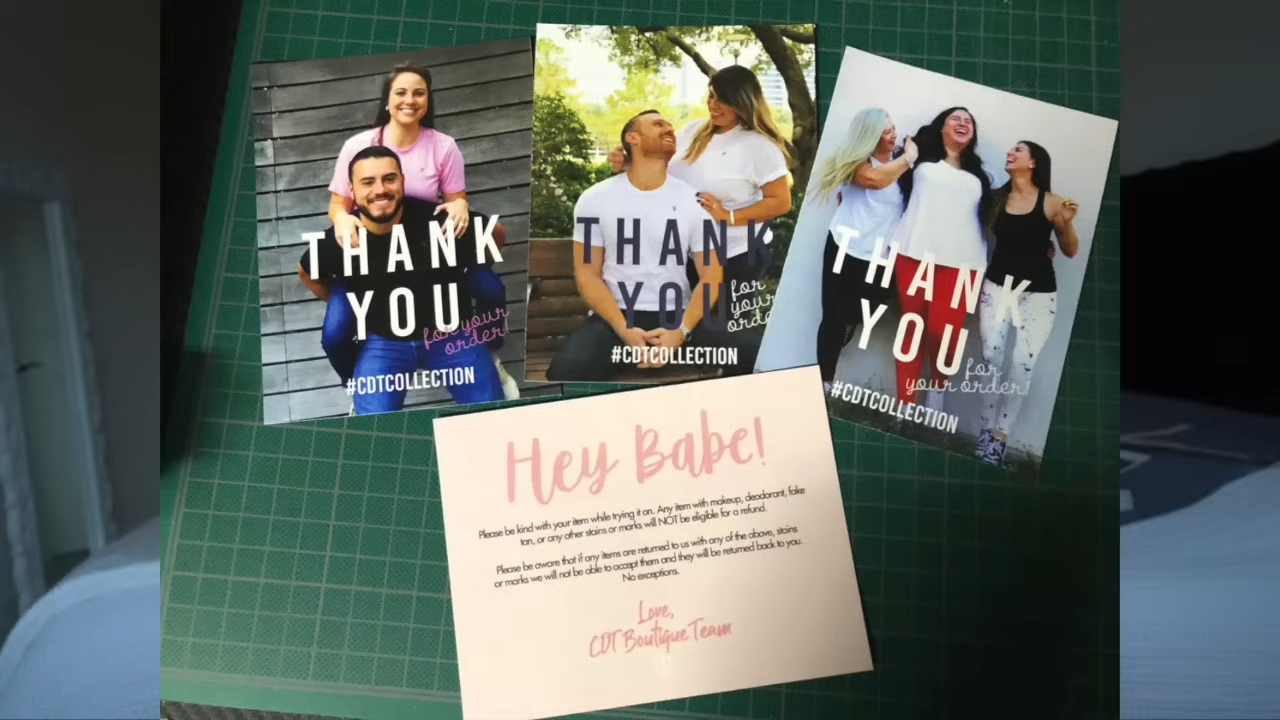 THANK
YOU
for your
order!
#CDTCOLLECTION
THANK
YOU
for
your
order
#CDTCOLLECTION
THANK
YOU
for
your order!
#CDTCOLLECTION
Hey Babe!
Please be kind with your item while trying it on. Any item with makeup, deodorant, fake
tan, or any other stains or marks will NOT be eligible for a refund.
Please be aware that if any items are returned to us with any of the above, stains
or marks we will not be able to accept them and they will be returned back to you.
No exceptions.
Love,
CDT Boutique Team